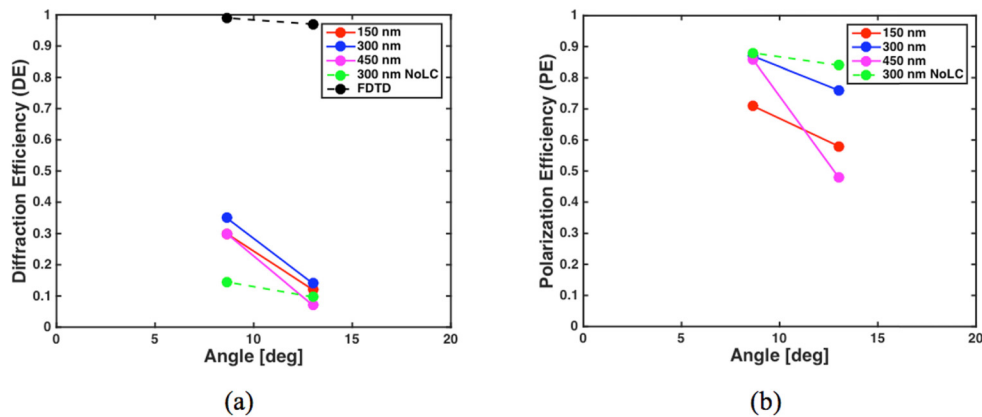 1
0.9
0.8
0.7
0.6
0.5
0.4
0.3
0.2
0.1
0
0
5
10
15
20
Diffraction Efficiency (DE)
Angle [deg]
150 nm
300 nm
450 nm
300 nm NoLC
FDTD
(a)
1
0.9
0.8
0.7
0.6
0.5
0.4
0.3
0.2
0.1
0
0
5
10
15
20
Polarization Efficiency (PE)
Angle [deg]
150 nm
300 nm
450 nm
300 nm NoLC
(b)